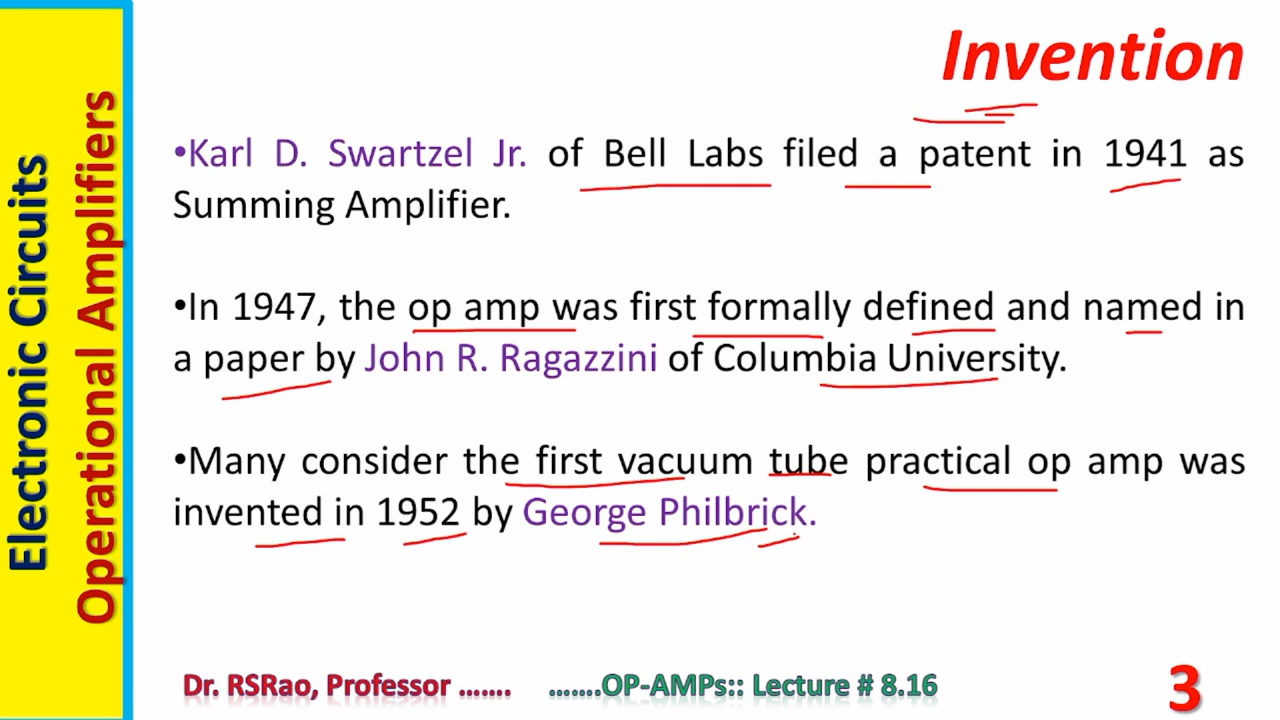 Invention
•Karl D. Swartzel Jr. of Bell Labs filed a patent in 1941 as
Summing Amplifier.
•In 1947, the op amp was first formally defined and named in
a paper by John R. Ragazzini of Columbia University.
•Many consider the first vacuum tube practical op amp was
invented in 1952 by George Philbrick.
Electronic Circuits
Operational Amplifiers
Dr. RSRao, Professor ....... .......OP-AMPs:: Lecture # 8.16
3